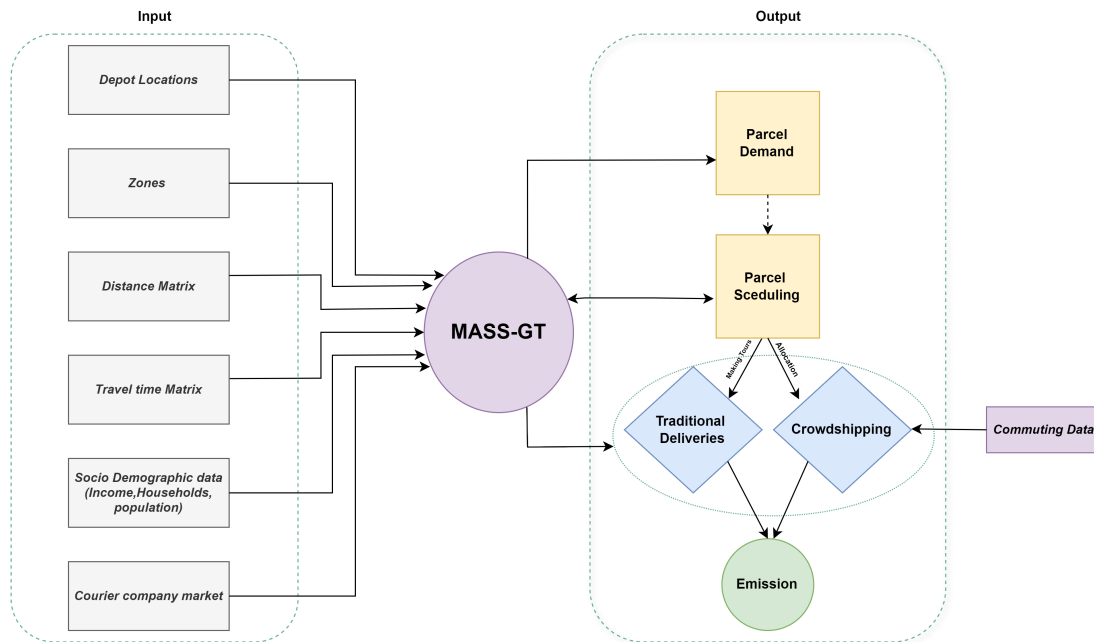 Input
Output
Depot Locations
Zones
Distance Matrix
Travel time Matrix
Socio Demographic data
(Income,Households,
population)
Courier company market
MASS-GT
Parcel
Demand
Parcel
Sceduling
Making Tours
Allocation
Traditional
Deliveries
Crowdshipping
Commuting Data
Emission